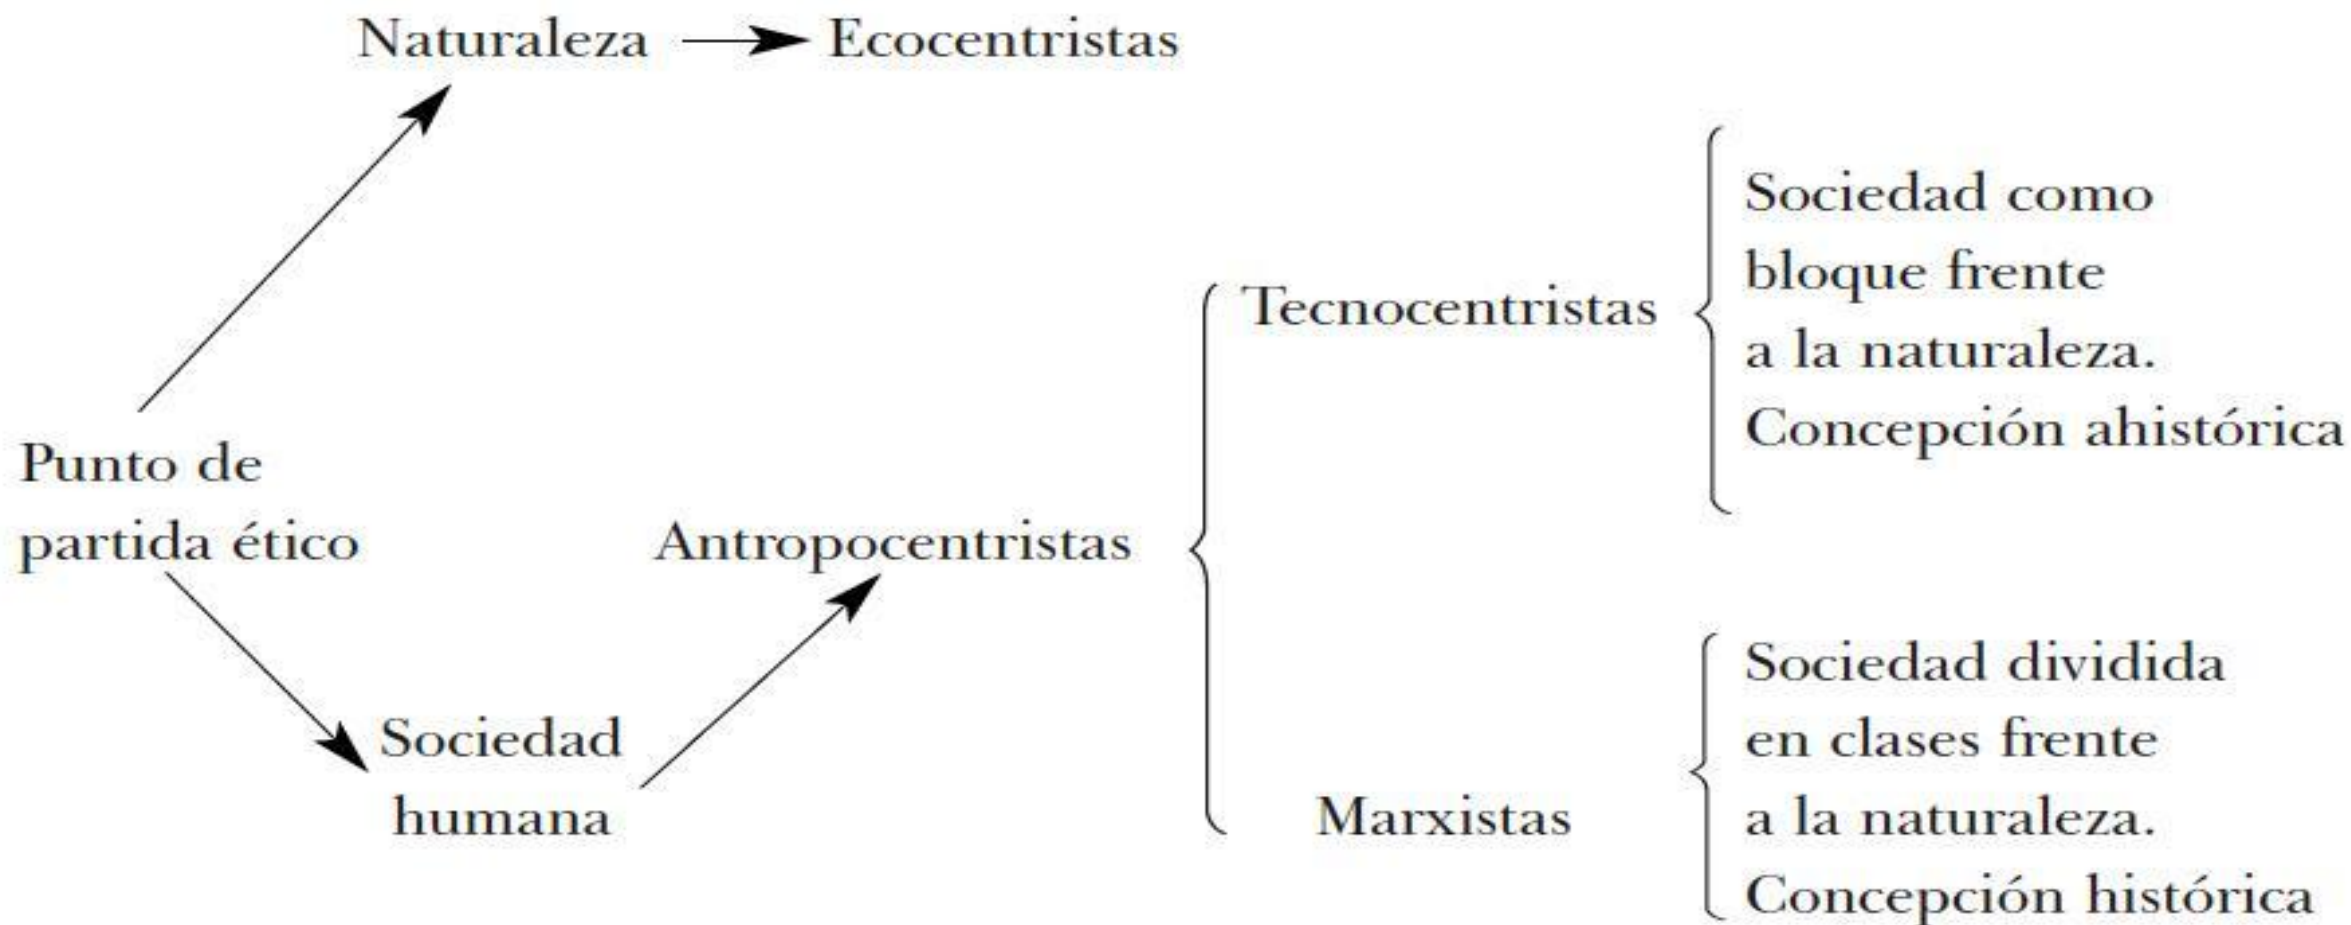 Naturaleza
Ecocentristas
Punto de
partida ético
Sociedad
humana
Antropocentristas
Tecnocentristas
Sociedad como
bloque frente
a la naturaleza.
Concepción ahistórica
Marxistas
Sociedad dividida
en clases frente
a la naturaleza.
Concepción histórica